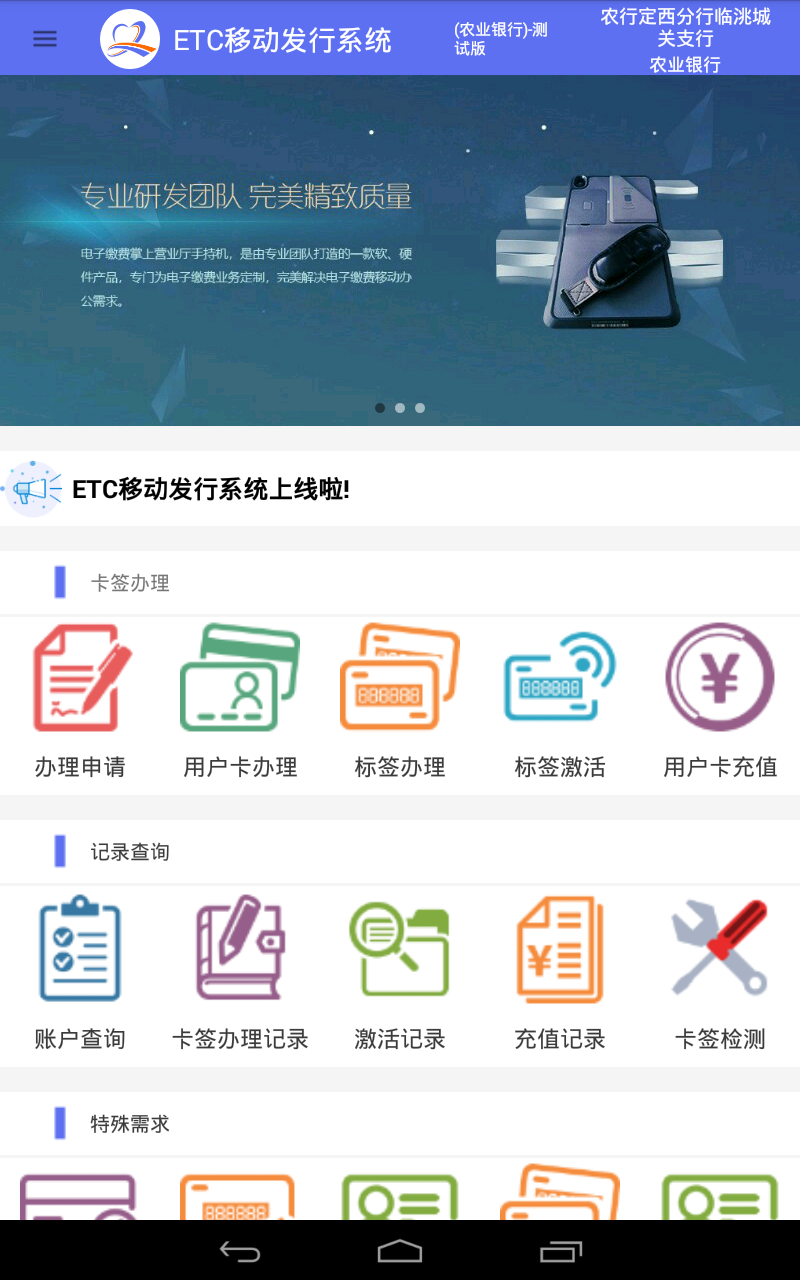 ETC移动发行系统
(农业银行)-测
试版
农行定西分行临洮城
关支行
农业银行
专业研发团队 完美精致质量
电子缴费掌上营业厅手持机，是由专业团队打造的一款软、硬
件产品，专门为电子缴费业务定制，完美解决电子缴费移动办
公需求。
ETC移动发行系统上线啦!
卡签办理
办理申请
用户卡办理
标签办理
标签激活
用户卡充值
记录查询
账户查询
卡签办理记录
激活记录
充值记录
卡签检测
特殊需求